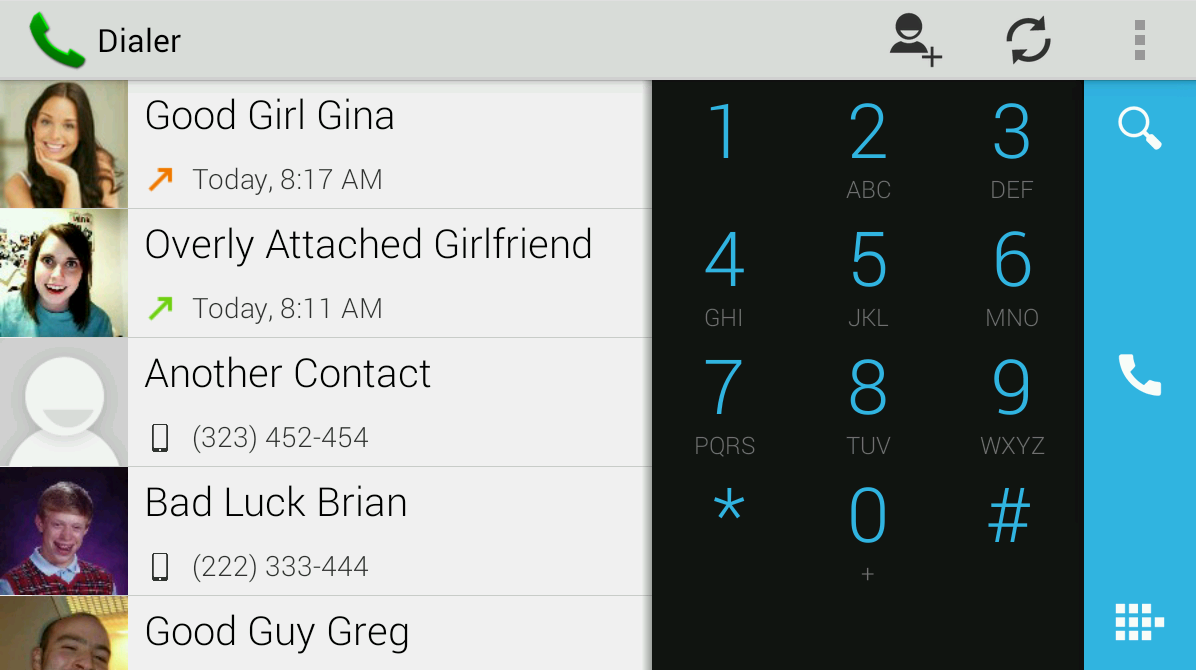 Dialer
Good Girl Gina
Today, 8:17 AM
Overly Attached Girlfriend
Today, 8:11 AM
Another Contact
(323) 452-454
Bad Luck Brian
(222) 333-444
Good Guy Greg
1 2 3
ABC DEF
4 5 6
GHI JKL MNO
7 8 9
PQRS TUV WXYZ
* 0 #
+